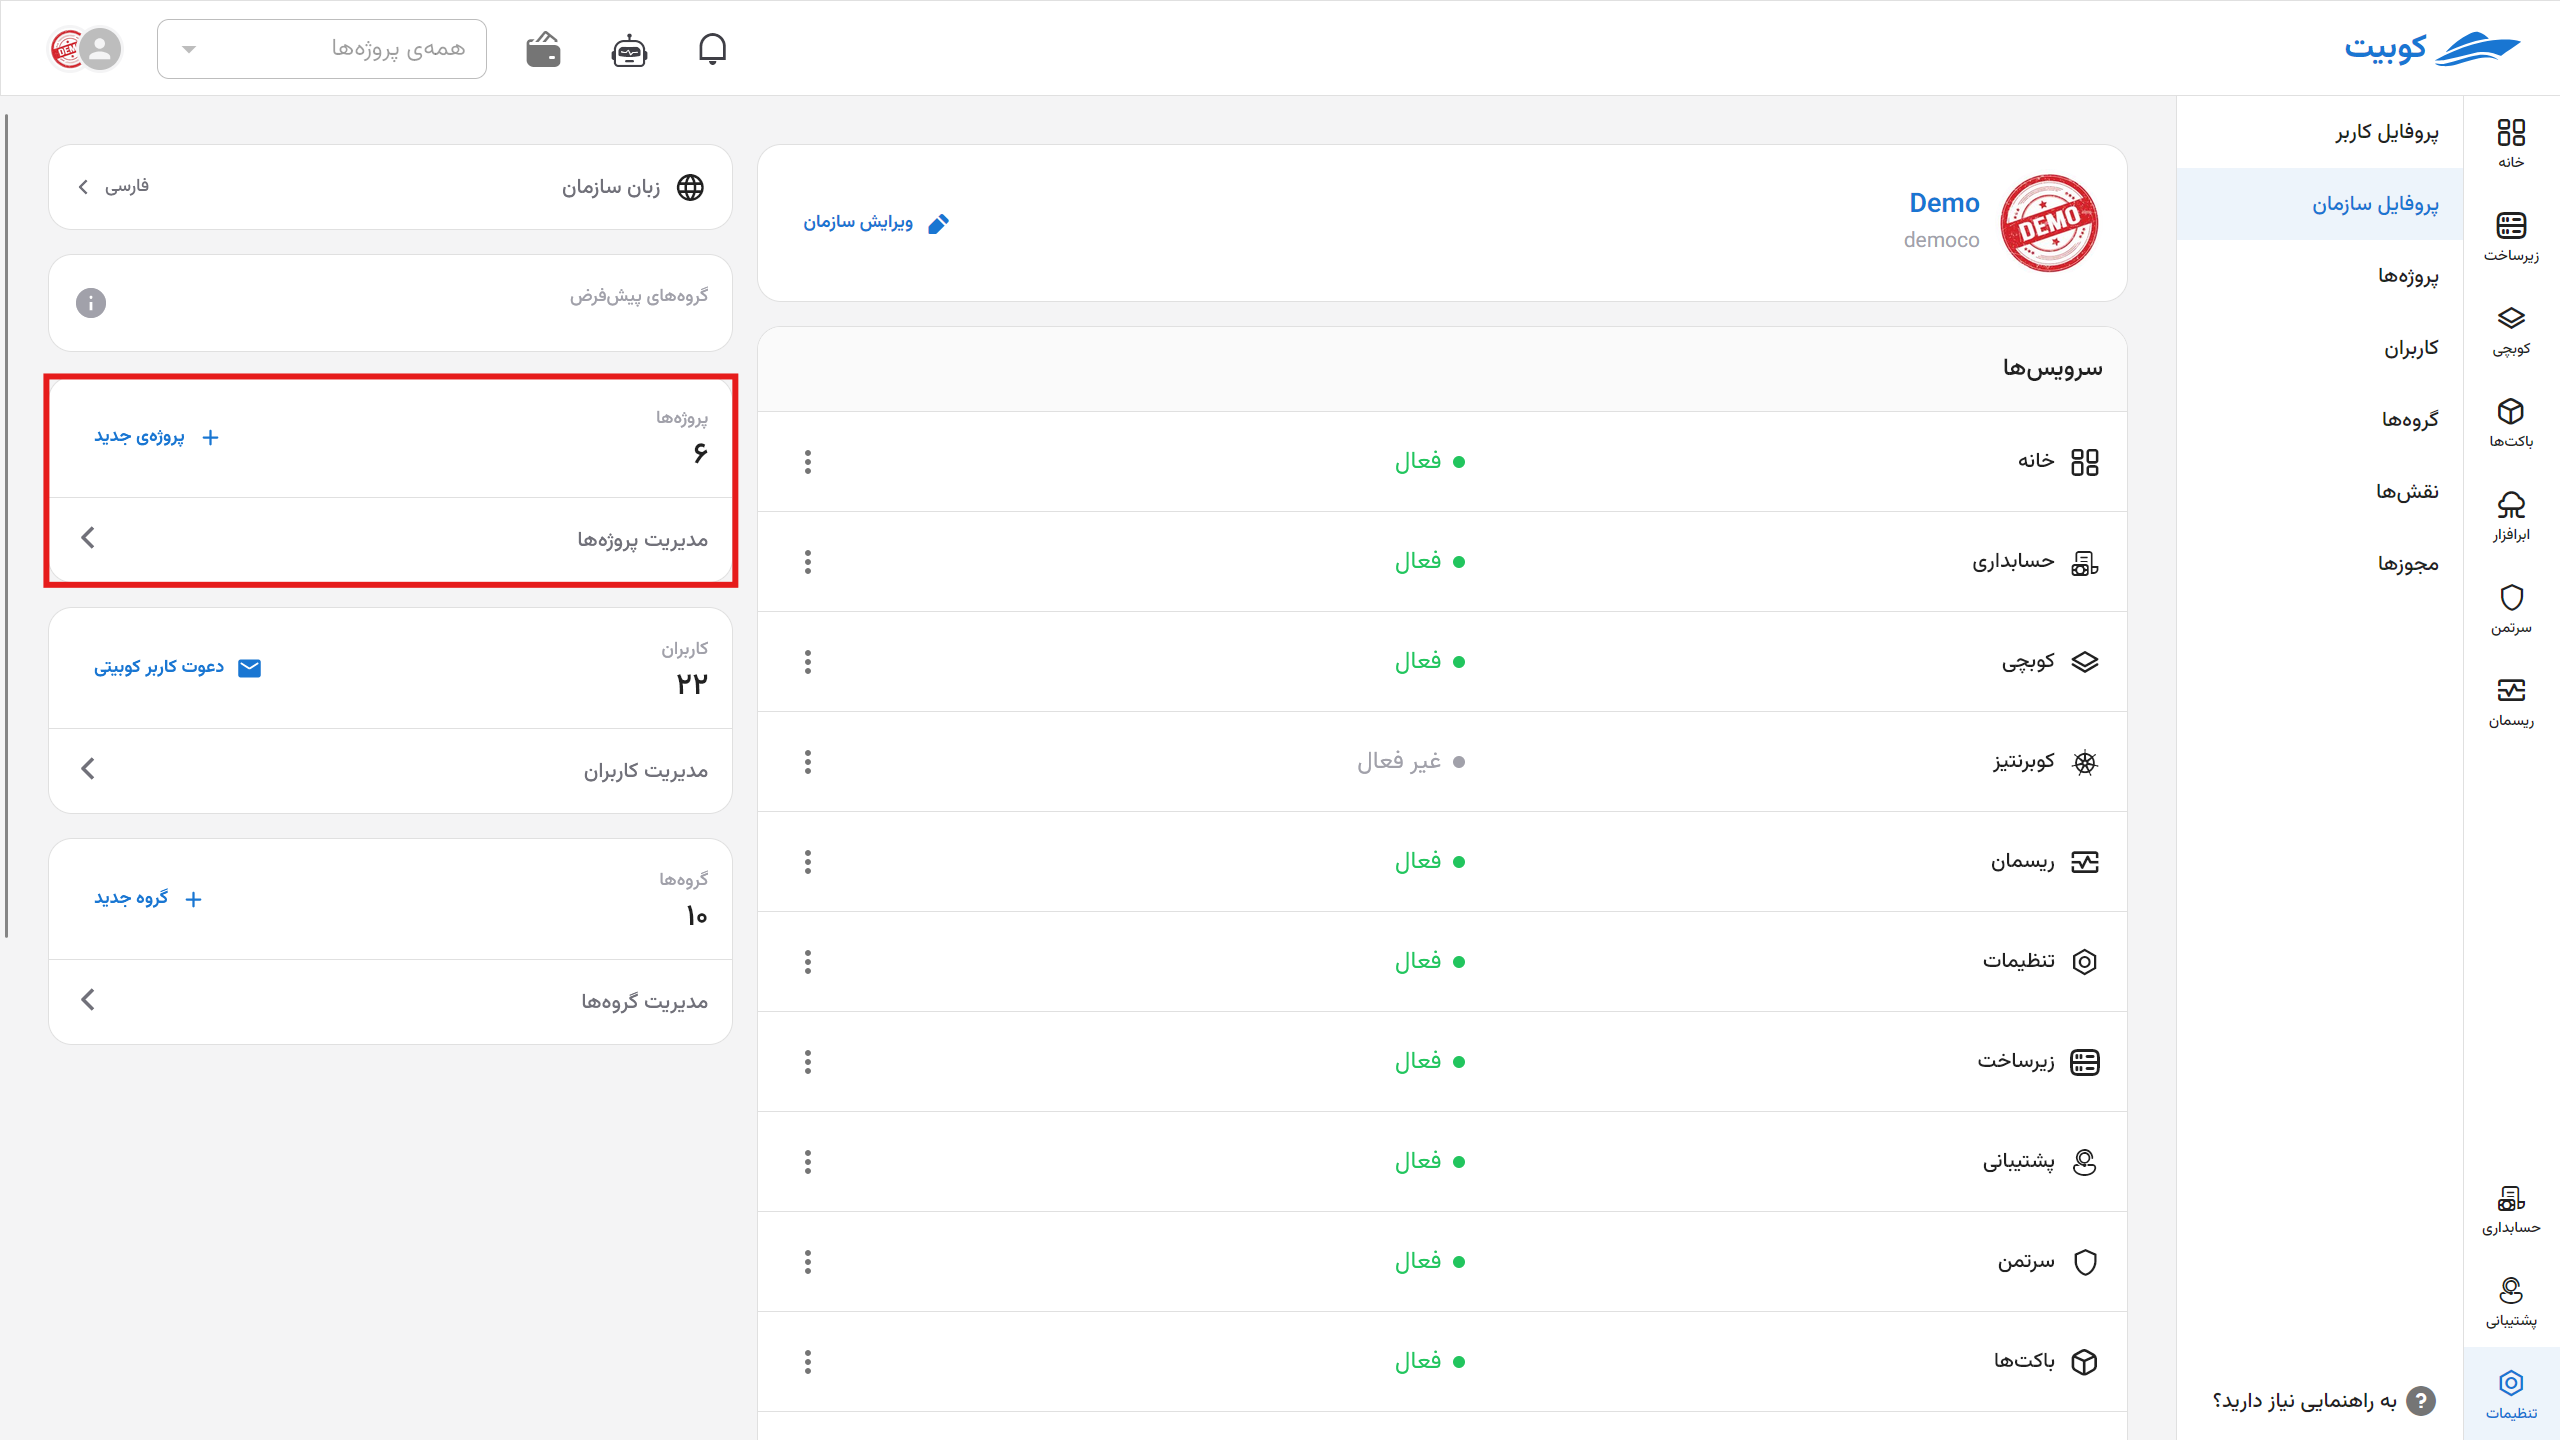 کوبیت
همه‌ی پروژه‌ها
DEMO
خانه
زیرساخت
کوبچی
باکت‌ها
ابرافزار
سرتمن
ریسمان
حسابداری
پشتیبانی
تنظیمات
پروفایل کاربر
پروفایل سازمان
پروژه‌ها
کاربران
گروه‌ها
نقش‌ها
مجوزها
به راهنمایی نیاز دارید؟
DEMO
Demo
democo
ویرایش سازمان
سرویس‌ها
خانه فعال
حسابداری فعال
کوبچی فعال
کوبرنتیز غیر فعال
ریسمان فعال
تنظیمات فعال
زیرساخت فعال
پشتیبانی فعال
سرتمن فعال
باکت‌ها فعال
زبان سازمان فارسی
گروه‌های پیش‌فرض
پروژه‌ها
۶
پروژه‌ی جدید
مدیریت پروژه‌ها
کاربران
۲۲
دعوت کاربر کوبیتی
مدیریت کاربران
گروه‌ها
۱۰
گروه جدید
مدیریت گروه‌ها